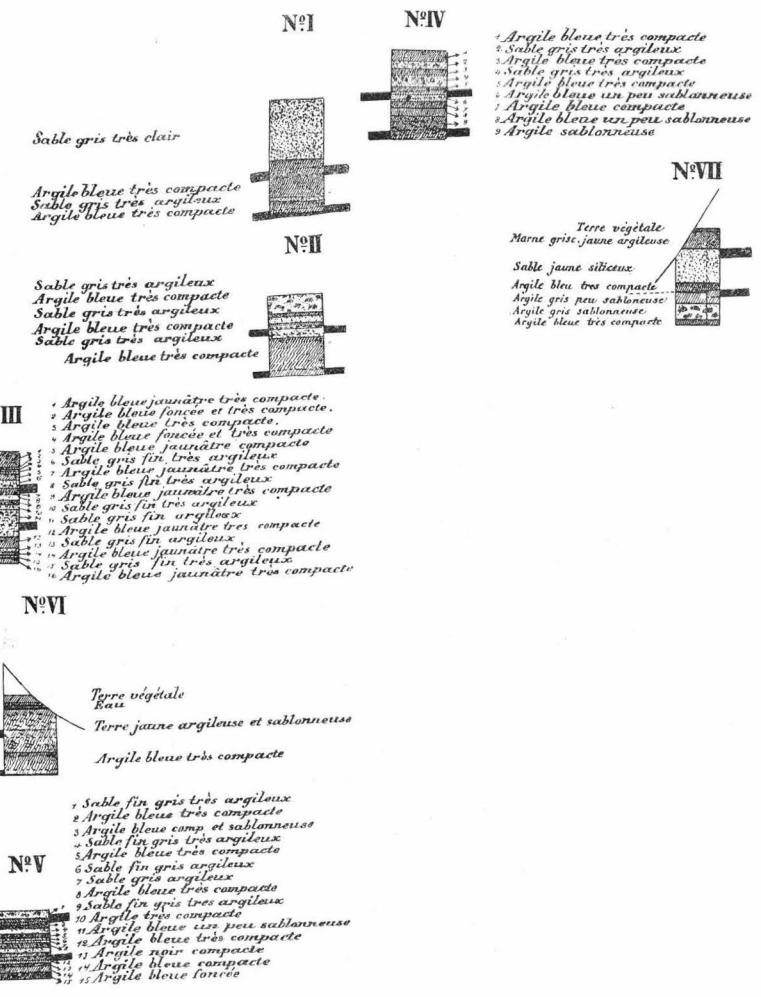 Nº I
Sable gris très clair
Argile bleue très compacte
Sable gris très argileux
Argile bleue très compacte
Nº II
Sable gris très argileux
Argile bleue très compacte
Sable gris très argileux
Argile bleue très compacte
Sable gris très argileux
Argile bleue très compacte
III
1 Argile bleue jaunâtre très compacte.
2 Argile bleue foncée et très compacte.
3 Argile bleue très compacte.
4 Argile bleue foncée et très compacte
5 Argile bleue jaunâtre compacte
6 Sable gris fin très argileux
7 Argile bleue jaunâtre très compacte
8 Sable gris fin très argileux
9 Argile bleue jaunâtre très compacte
10 Sable gris fin très argileux
11 Sable gris fin argileux
12 Argile bleue jaunâtre tres compacte
13 Sable gris fin argileux
14 Argile bleue jaunatre très compacte
15 Sable gris fin très argileux
16 Argile bleue jaunâtre très compacte
Nº VI
Terre végétale
Eau
Terre jaune argileuse et sablonneuse
Argile bleue très compacte
Nº V
1 Sable fin gris très argileux
2 Argile bleue très compacte
3 Argile bleue comp. et sablonneuse
4 Sable fin gris très argileux
5 Argile bleue très compacte
6 Sable fin gris argileux
7 Sable gris argileux
8 Argile bleue très compacte
9 Sable fin gris tres argileux
10 Argile très compacte
11 Argile bleue un peu sablonneuse
12 Argile bleue très compacte
13 Argile noir compacte
14 Argile bleue compacte
15 Argile bleue foncée
Nº IV
1 Argile bleue très compacte
2 Sable gris très argileux
3 Argile bleue très compacte
4 Sable gris très argileux
5 Argile bleue très compacte
6 Argile bleue un peu sablonneuse
7 Argile bleue compacte
8 Argile bleue un peu sablonneuse
9 Argile sablonneuse
Nº VII
Terre végétale
Marne grise. jaune argileuse
Sable jaune siliceux
Argile bleu tres compacte
Argile gris peu sabloneuse
Argile gris sablonneuse
Argile bleue très compacte